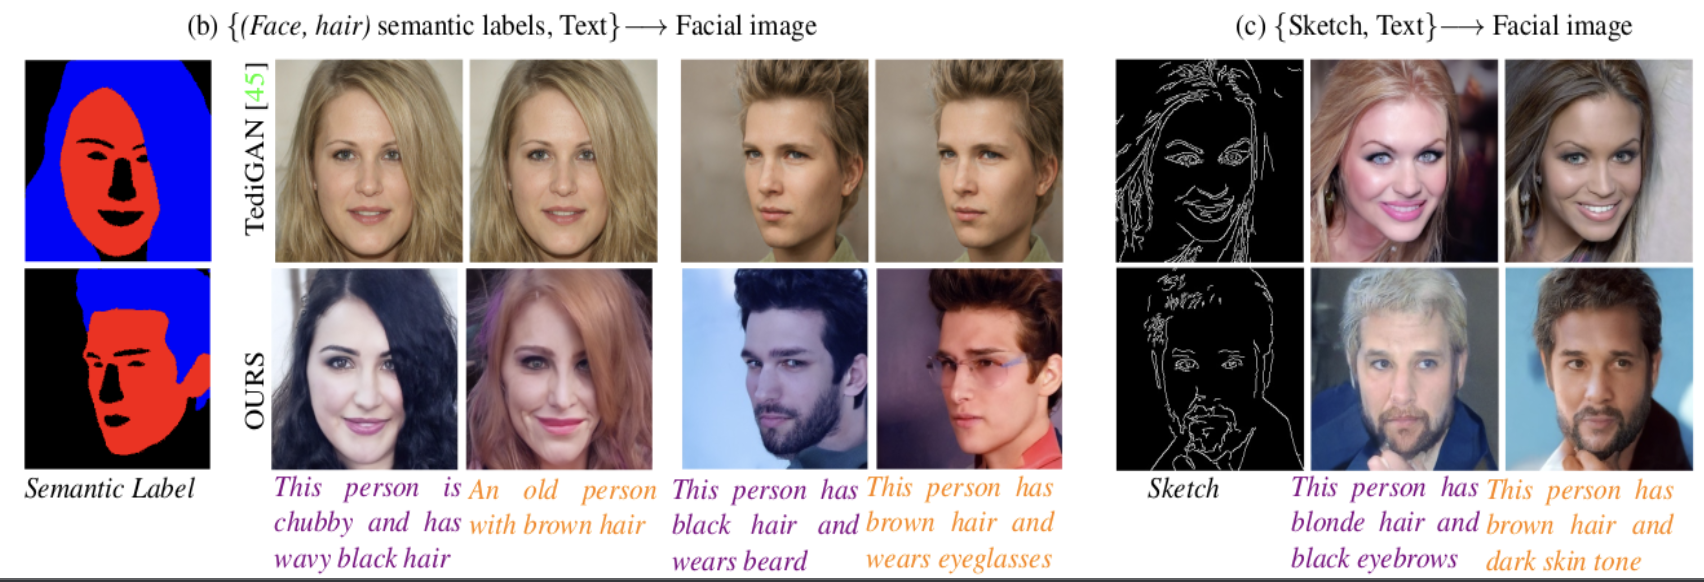 (b) {(Face, hair) semantic labels, Text} ⟶ Facial image
(c) {Sketch, Text} ⟶ Facial image
TediGAN [45]
OURS
Semantic Label
This person is
chubby and has
wavy black hair
An old person
with brown hair
This person has
black hair and
wears beard
This person has
brown hair and
wears eyeglasses
Sketch
This person has
blonde hair and
black eyebrows
This person has
brown hair and
dark skin tone